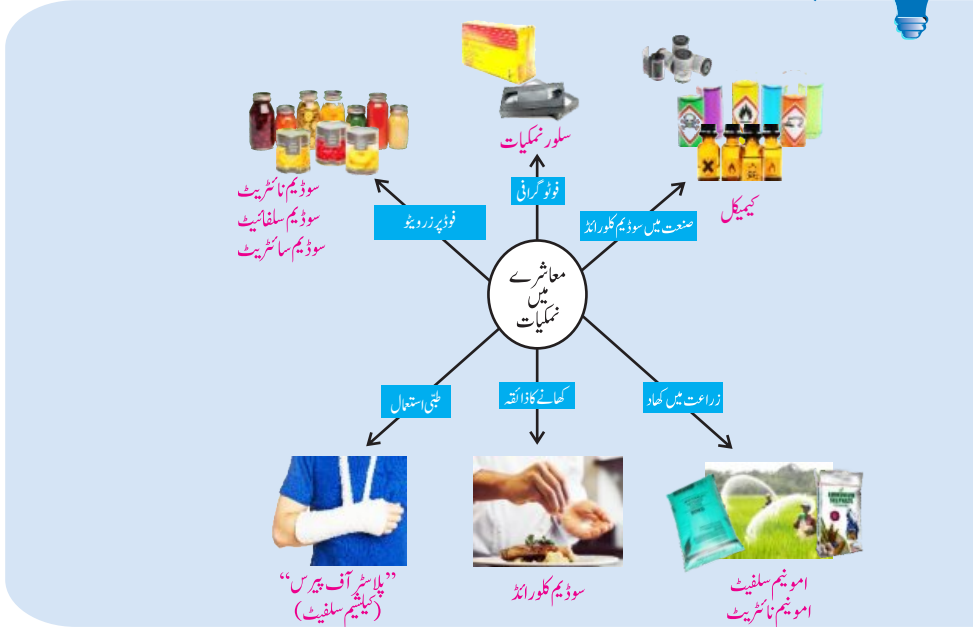 سلور نمکیات
فوٹو گرافی
کیمیکل
صنعت میں سوڈیم کلورائڈ
سوڈیم نائٹریٹ
سوڈیم سلفائیٹ
سوڈیم سائٹریٹ
فوڈ پرزرویٹو
معاشرے
میں
نمکیات
زراعت میں کھاد
کھانے کا ذائقہ
طبّی استعمال
امونیم سلفیٹ
امونیم نائٹریٹ
سوڈیم کلورائڈ
”پلاسٹر آف پیرس“
(کیلشیم سلفیٹ)